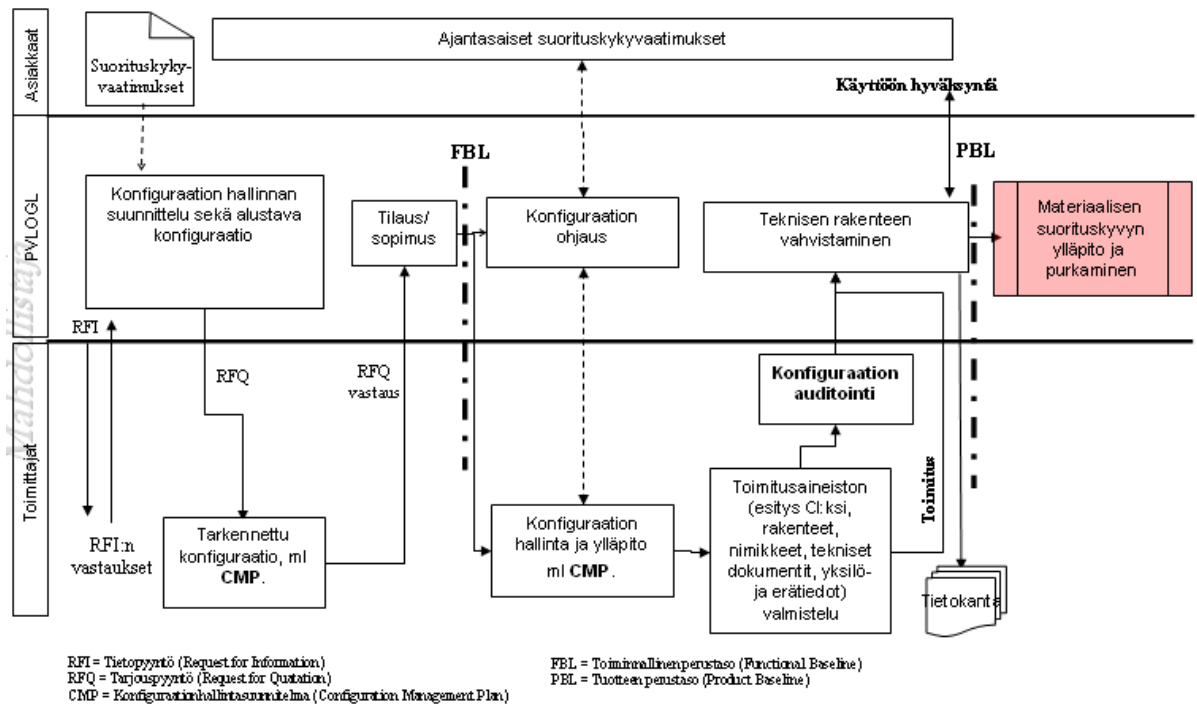 Asiakkaat
Suorituskyky-
vaatimukset
Ajantasaiset suorituskykyvaatimukset
Käyttöön hyväksyntä
PVLOGL
Mahdollistaja
Konfiguraation hallinnan
suunnittelu sekä alustava
konfiguraatio
Tilaus/
sopimus
FBL
Konfiguraation
ohjaus
Teknisen rakenteen
vahvistaminen
PBL
Materiaalisen
suorituskyvyn
ylläpito ja
purkaminen
RFI
RFQ
RFQ
vastaus
Toimittajat
RFI:n
vastaukset
Tarkennettu
konfiguraatio, ml
CMP.
Konfiguraation
hallinta ja ylläpito
ml CMP.
Konfiguraation
auditointi
Toimitusaineiston
(esitys CI:ksi,
rakenteet,
nimikkeet, tekniset
dokumentit, yksilö-
ja erätiedot)
valmistelu
Toimitus
Tietokanta
RFI = Tietopyyntö (Request for Information)
RFQ = Tarjouspyyntö (Request for Quatation)
CMP = Konfiguraationhallintasuunnitelma (Configuration Management Plan)
FBL = Toiminnallinen perustaso (Functional Baseline)
PBL = Tuotteen perustaso (Product Baseline)